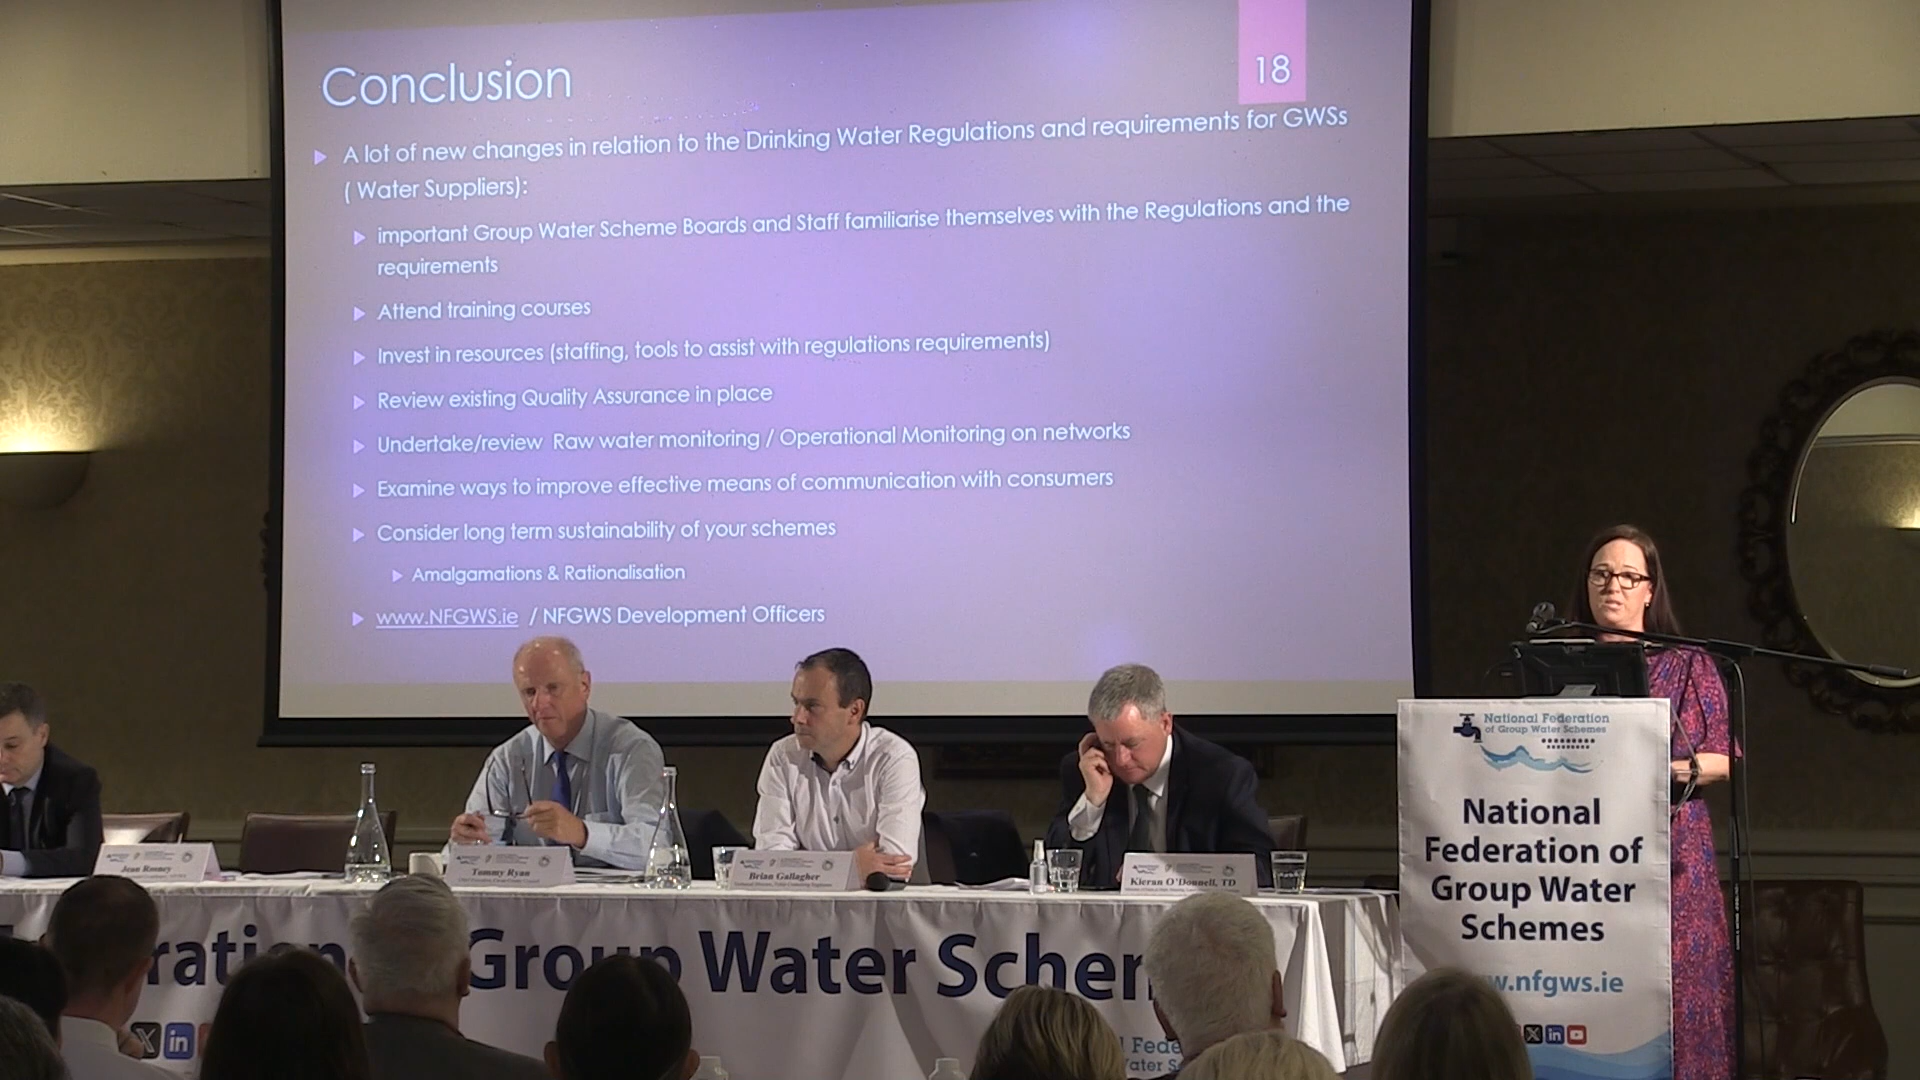 18
Conclusion
A lot of new changes in relation to the Drinking Water Regulations and requirements for GWSs
( Water Suppliers):
important Group Water Scheme Boards and Staff familiarise themselves with the Regulations and the
requirements
Attend training courses
Invest in resources (staffing, tools to assist with regulations requirements)
Review existing Quality Assurance in place
Undertake/review Raw water monitoring / Operational Monitoring on networks
Examine ways to improve effective means of communication with consumers
Consider long term sustainability of your schemes
Amalgamations & Rationalisation
www.NFGWS.ie / NFGWS Development Officers
National Federation
of Group Water Schemes
National
Federation of
Group Water
Schemes
w.nfgws.ie
Jean Rosney
Tommy Ryan
Brian Gallagher
Kieran O'Donnell, TD
Group Water Schem